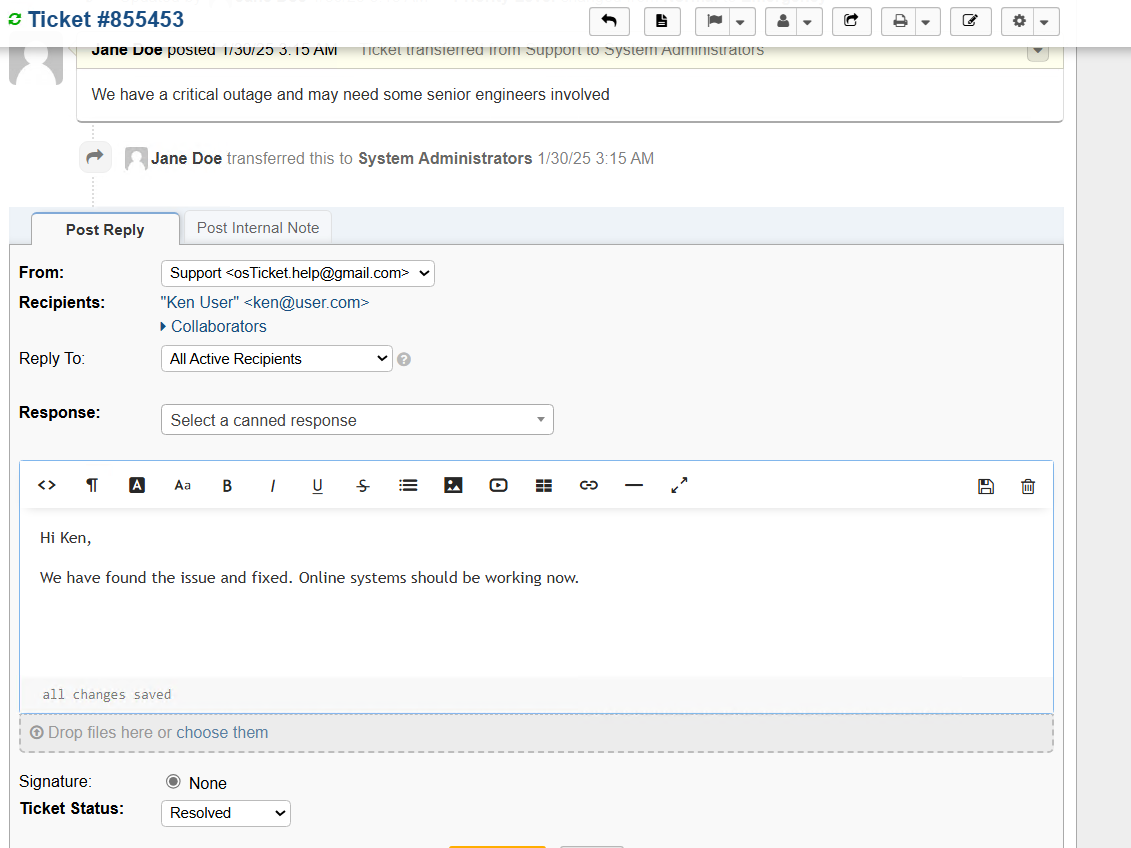 Ticket #855453
Jane Doe posted 1/30/25 3:15 AM Ticket transferred from Support to System Administrators
We have a critical outage and may need some senior engineers involved
Jane Doe transferred this to System Administrators 1/30/25 3:15 AM
Post Reply Post Internal Note
From: Support <osTicket.help@gmail.com>
Recipients: "Ken User" <ken@user.com>
Collaborators
Reply To: All Active Recipients
Response: Select a canned response
Hi Ken,
We have found the issue and fixed. Online systems should be working now.
all changes saved
Drop files here or choose them
Signature: None
Ticket Status: Resolved